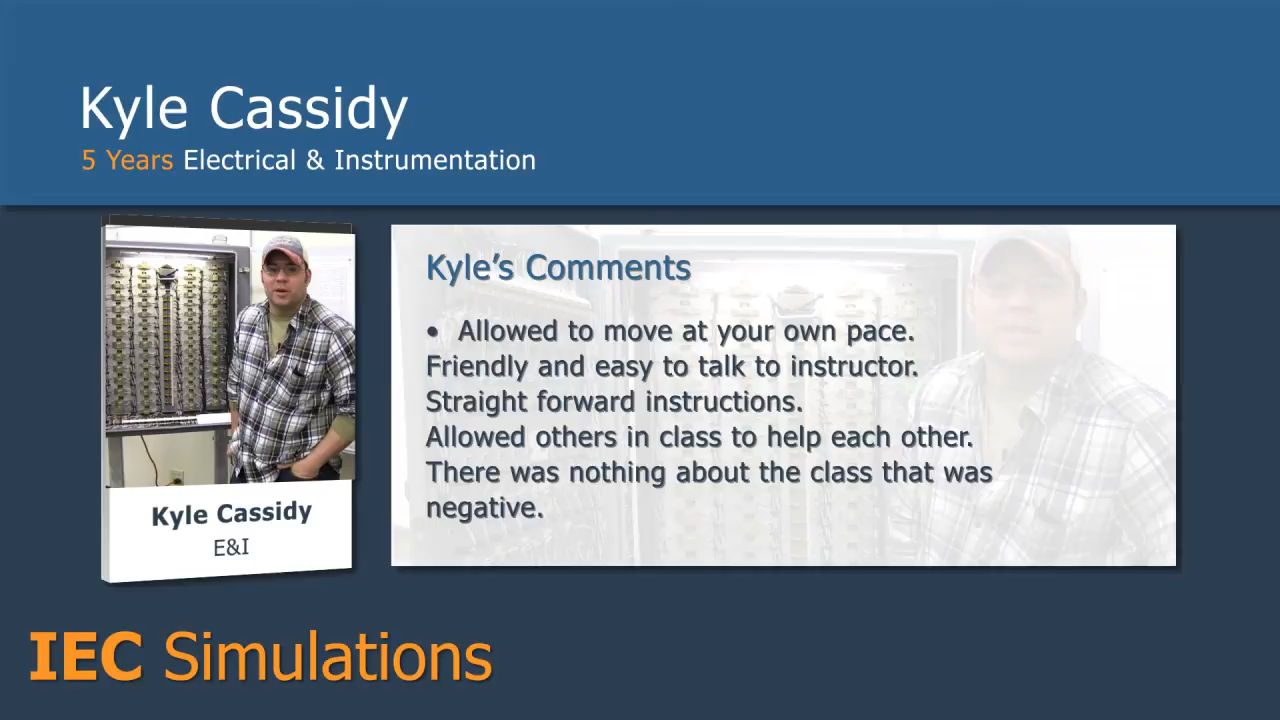 Kyle Cassidy
5 Years Electrical & Instrumentation
Kyle Cassidy
E&I
Kyle’s Comments
• Allowed to move at your own pace.
Friendly and easy to talk to instructor.
Straight forward instructions.
Allowed others in class to help each other.
There was nothing about the class that was
negative.
IEC Simulations